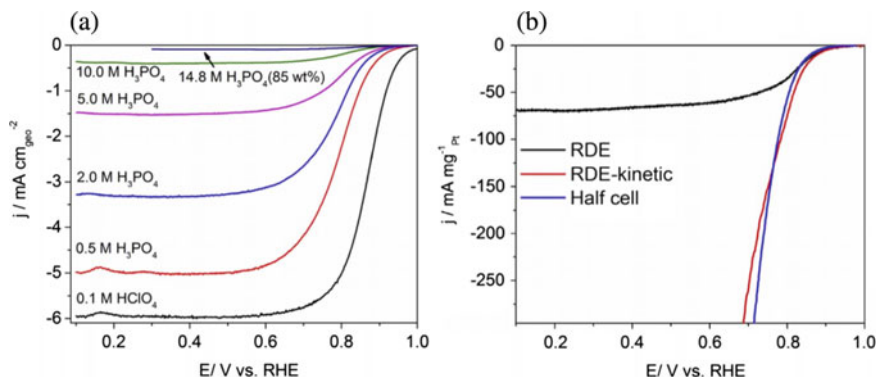 (a)
0
-1
-2
-3
-4
-5
-6
j / mA cm_geo^-2
10.0 M H₃PO₄
14.8 M H₃PO₄(85 wt%)
5.0 M H₃PO₄
2.0 M H₃PO₄
0.5 M H₃PO₄
0.1 M HClO₄
0.2 0.4 0.6 0.8 1.0
E/ V vs. RHE
(b)
0
-50
-100
-150
-200
-250
j / mA mg⁻¹_Pt
RDE
RDE-kinetic
Half cell
0.2 0.4 0.6 0.8 1.0
E/ V vs. RHE